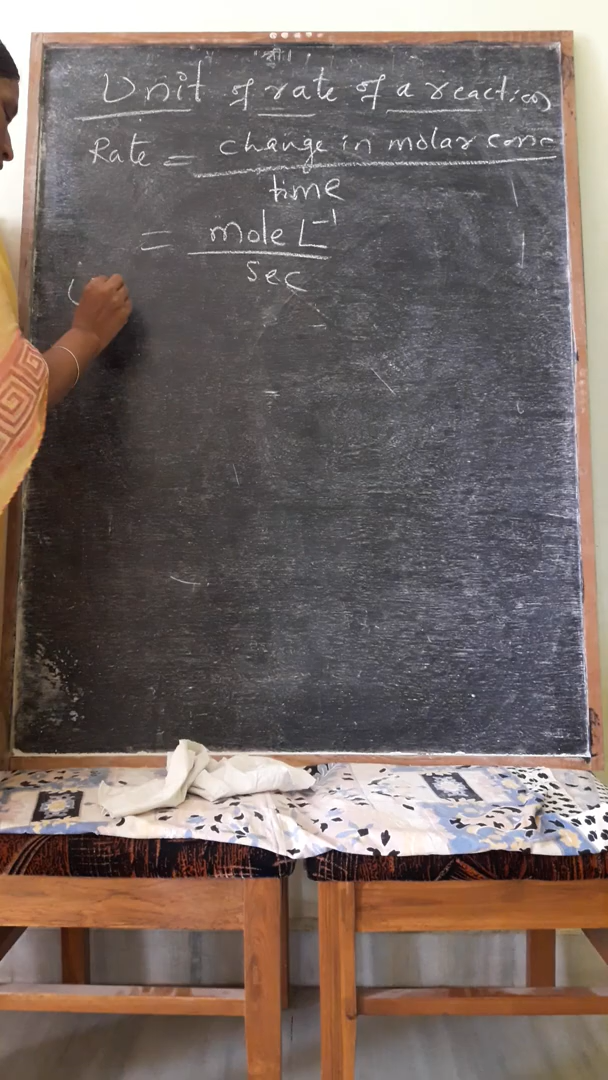 श्री।
Unit of rate of a reaction
Rate = change in molar conc
time
= mole L⁻¹
sec